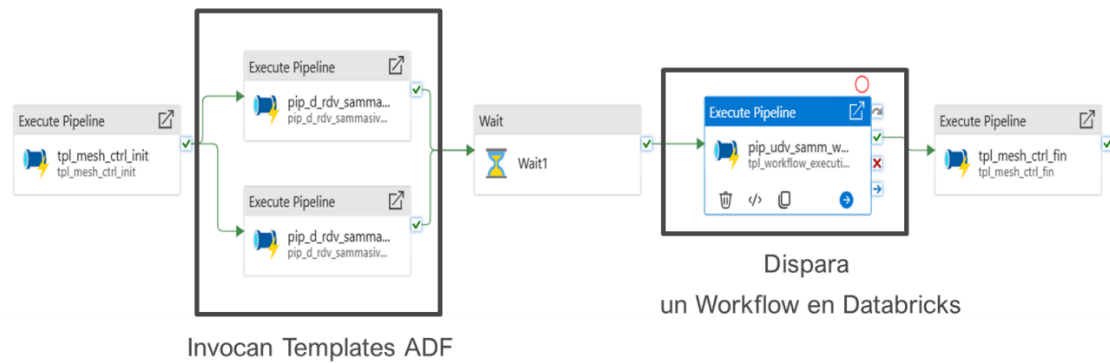 Execute Pipeline
tpl_mesh_ctrl_init
tpl_mesh_ctrl_init
Execute Pipeline
pip_d_rdv_samma...
pip_d_rdv_sammasiv...
Execute Pipeline
pip_d_rdv_samma...
pip_d_rdv_sammasiv...
Invocan Templates ADF
Wait
Wait1
Execute Pipeline
pip_udv_samm_w...
tpl_workflow_executi...
Dispara
un Workflow en Databricks
Execute Pipeline
tpl_mesh_ctrl_fin
tpl_mesh_ctrl_fin